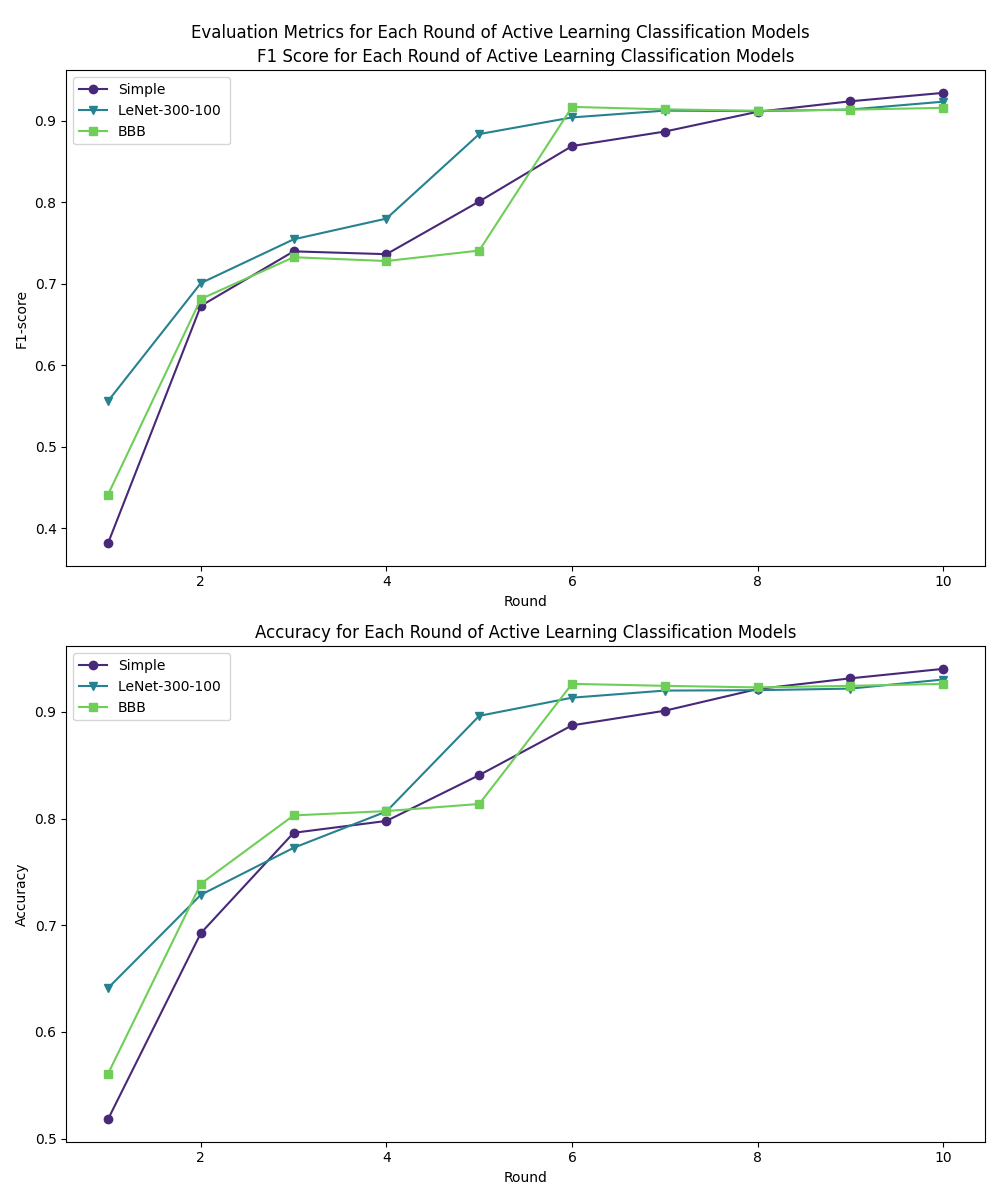 Evaluation Metrics for Each Round of Active Learning Classification Models
F1 Score for Each Round of Active Learning Classification Models
Simple
LeNet-300-100
BBB
0.9
0.8
0.7
0.6
0.5
0.4
F1-score
2 4 6 8 10
Round
Accuracy for Each Round of Active Learning Classification Models
Simple
LeNet-300-100
BBB
0.9
0.8
0.7
0.6
0.5
Accuracy
2 4 6 8 10
Round